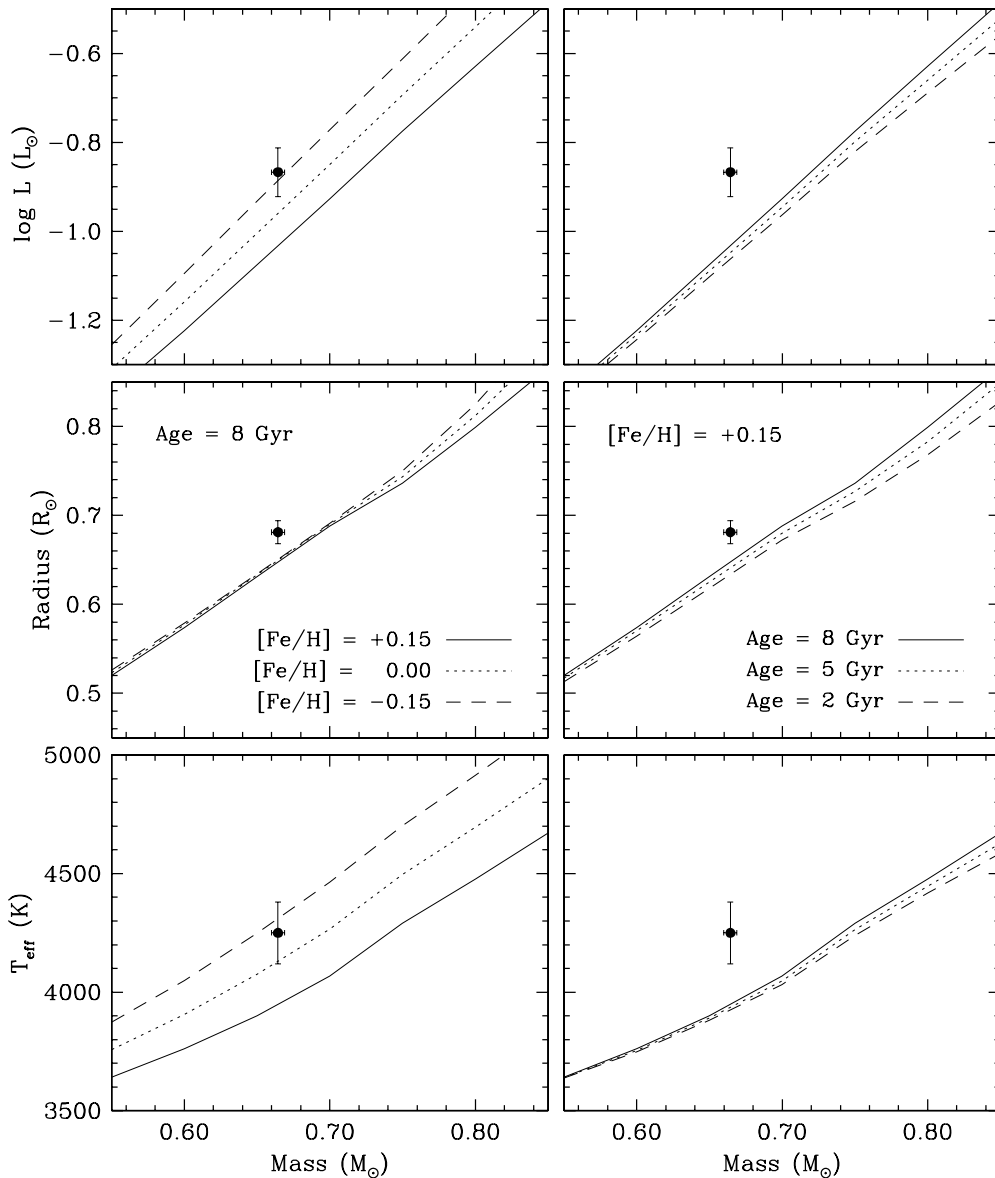 log L (L⊙)
−0.6
−0.8
−1.0
−1.2
Radius (R⊙)
0.8
0.7
0.6
0.5
Age = 8 Gyr
[Fe/H] = +0.15
[Fe/H] = 0.00
[Fe/H] = −0.15
[Fe/H] = +0.15
Age = 8 Gyr
Age = 5 Gyr
Age = 2 Gyr
Teff (K)
5000
4500
4000
3500
0.60 0.70 0.80
Mass (M⊙)
0.60 0.70 0.80
Mass (M⊙)